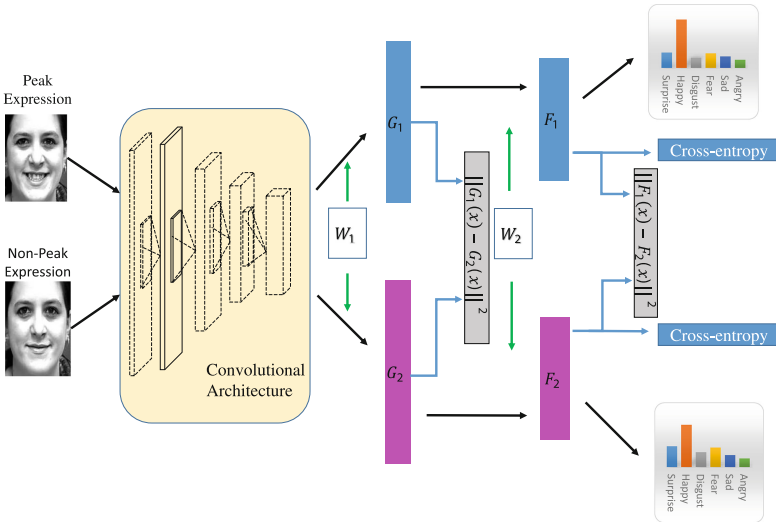 Peak
Expression
Non-Peak
Expression
Convolutional
Architecture
W₁
G₁
G₂
||G₁(x) − G₂(x)||²
W₂
F₁
F₂
||F₁(x) − F₂(x)||²
Surprise
Happy
Disgust
Fear
Sad
Angry
Cross-entropy
Cross-entropy
Surprise
Happy
Disgust
Fear
Sad
Angry